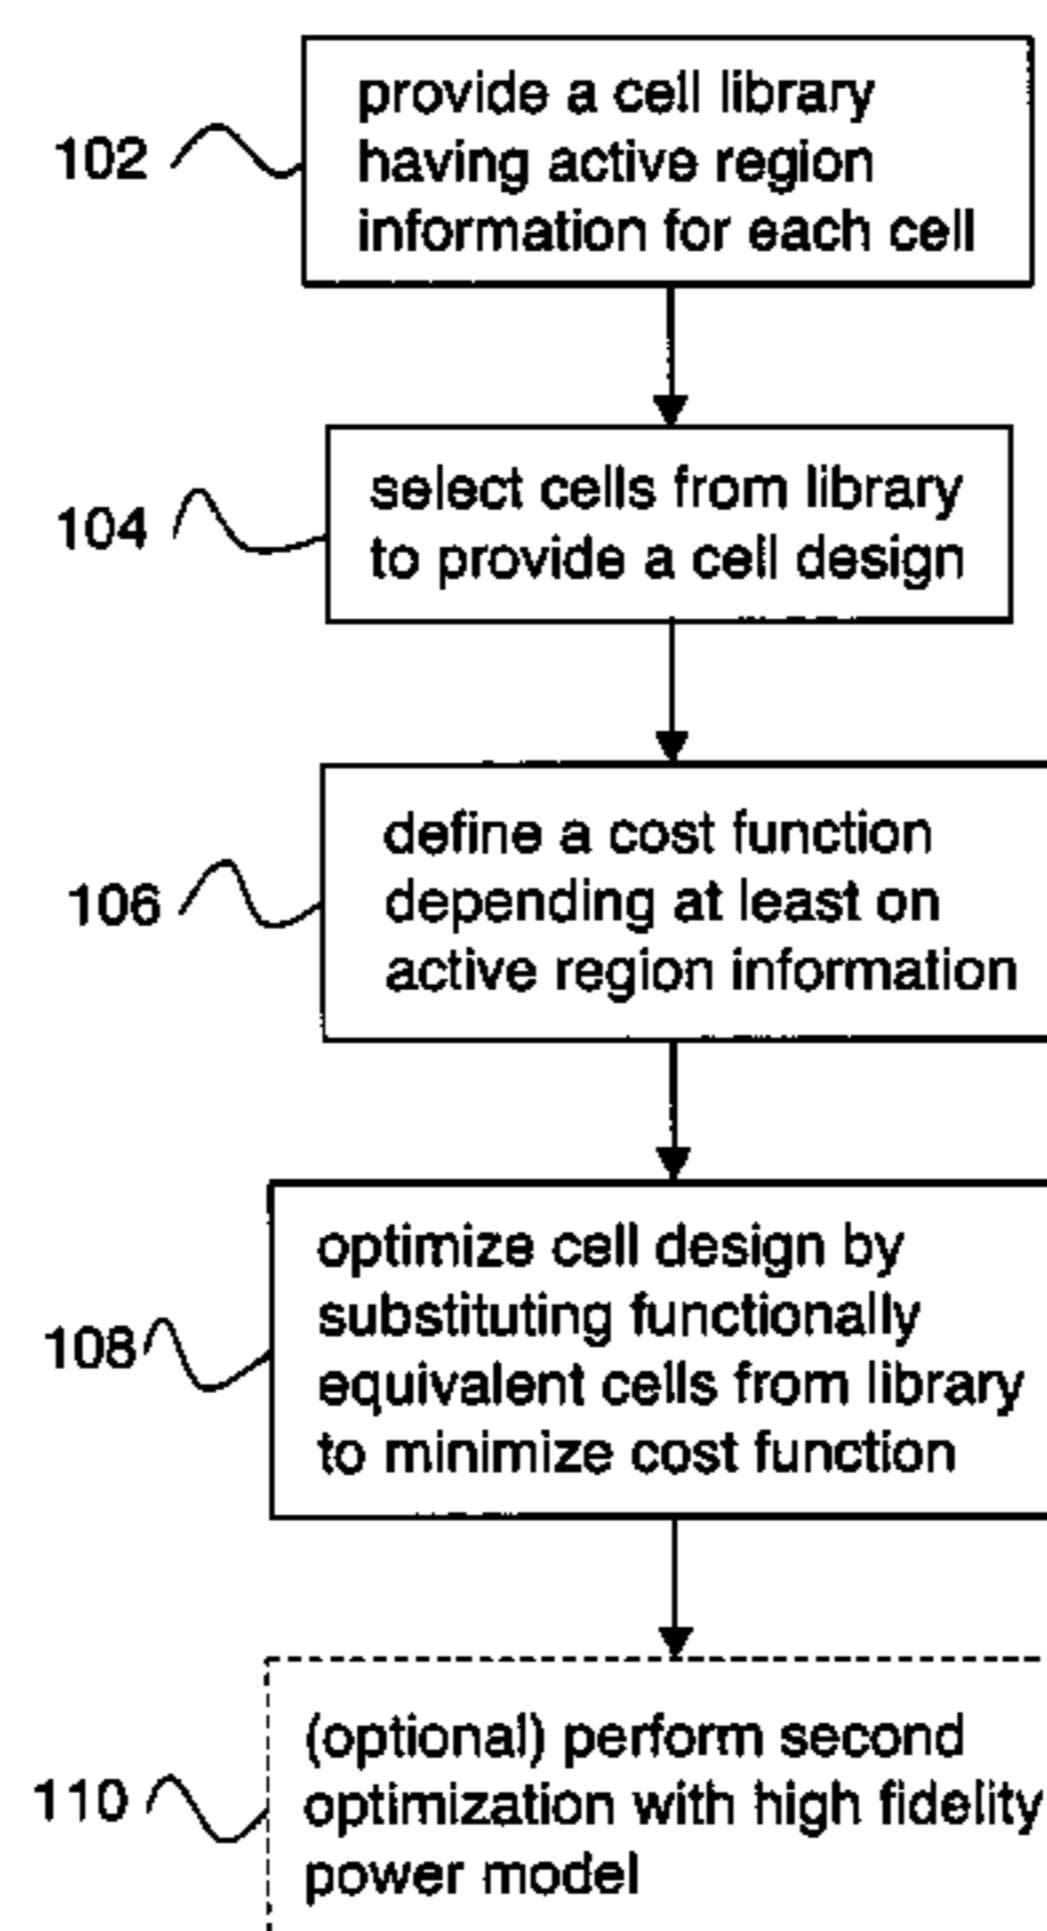 provide a cell library
102
having active region
information for each cell
select cells from library
104
to provide a cell design
define a cost function
106
depending at least on
active region information
optimize cell design by
substituting functionally
108
equivalent cells from library
to minimize cost function
(optional) perform second
110
optimization with high fidelity
power model